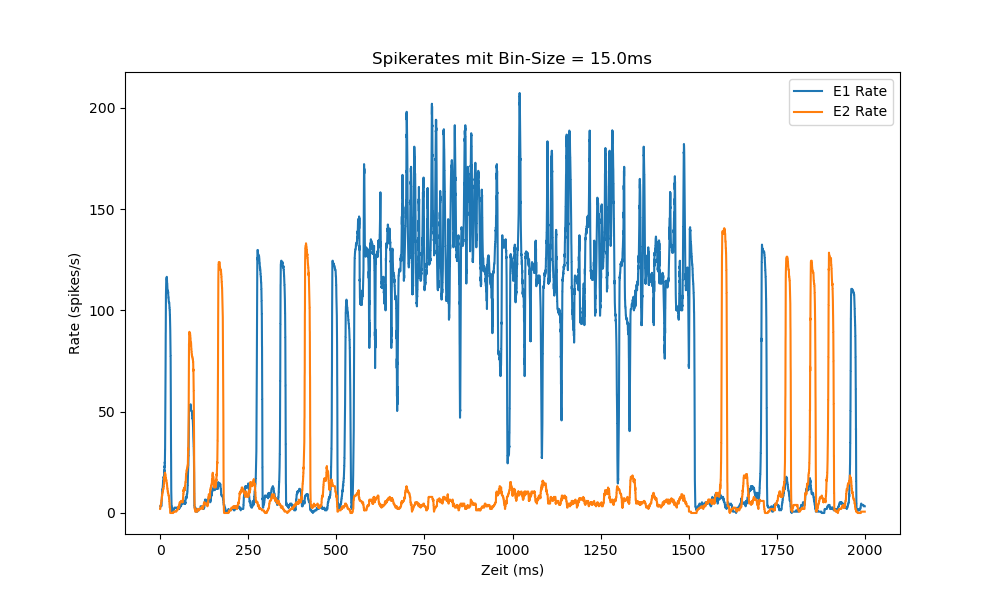 Spikerates mit Bin-Size = 15.0ms
E1 Rate
E2 Rate
Rate (spikes/s)
200
150
100
50
0
0 250 500 750 1000 1250 1500 1750 2000
Zeit (ms)